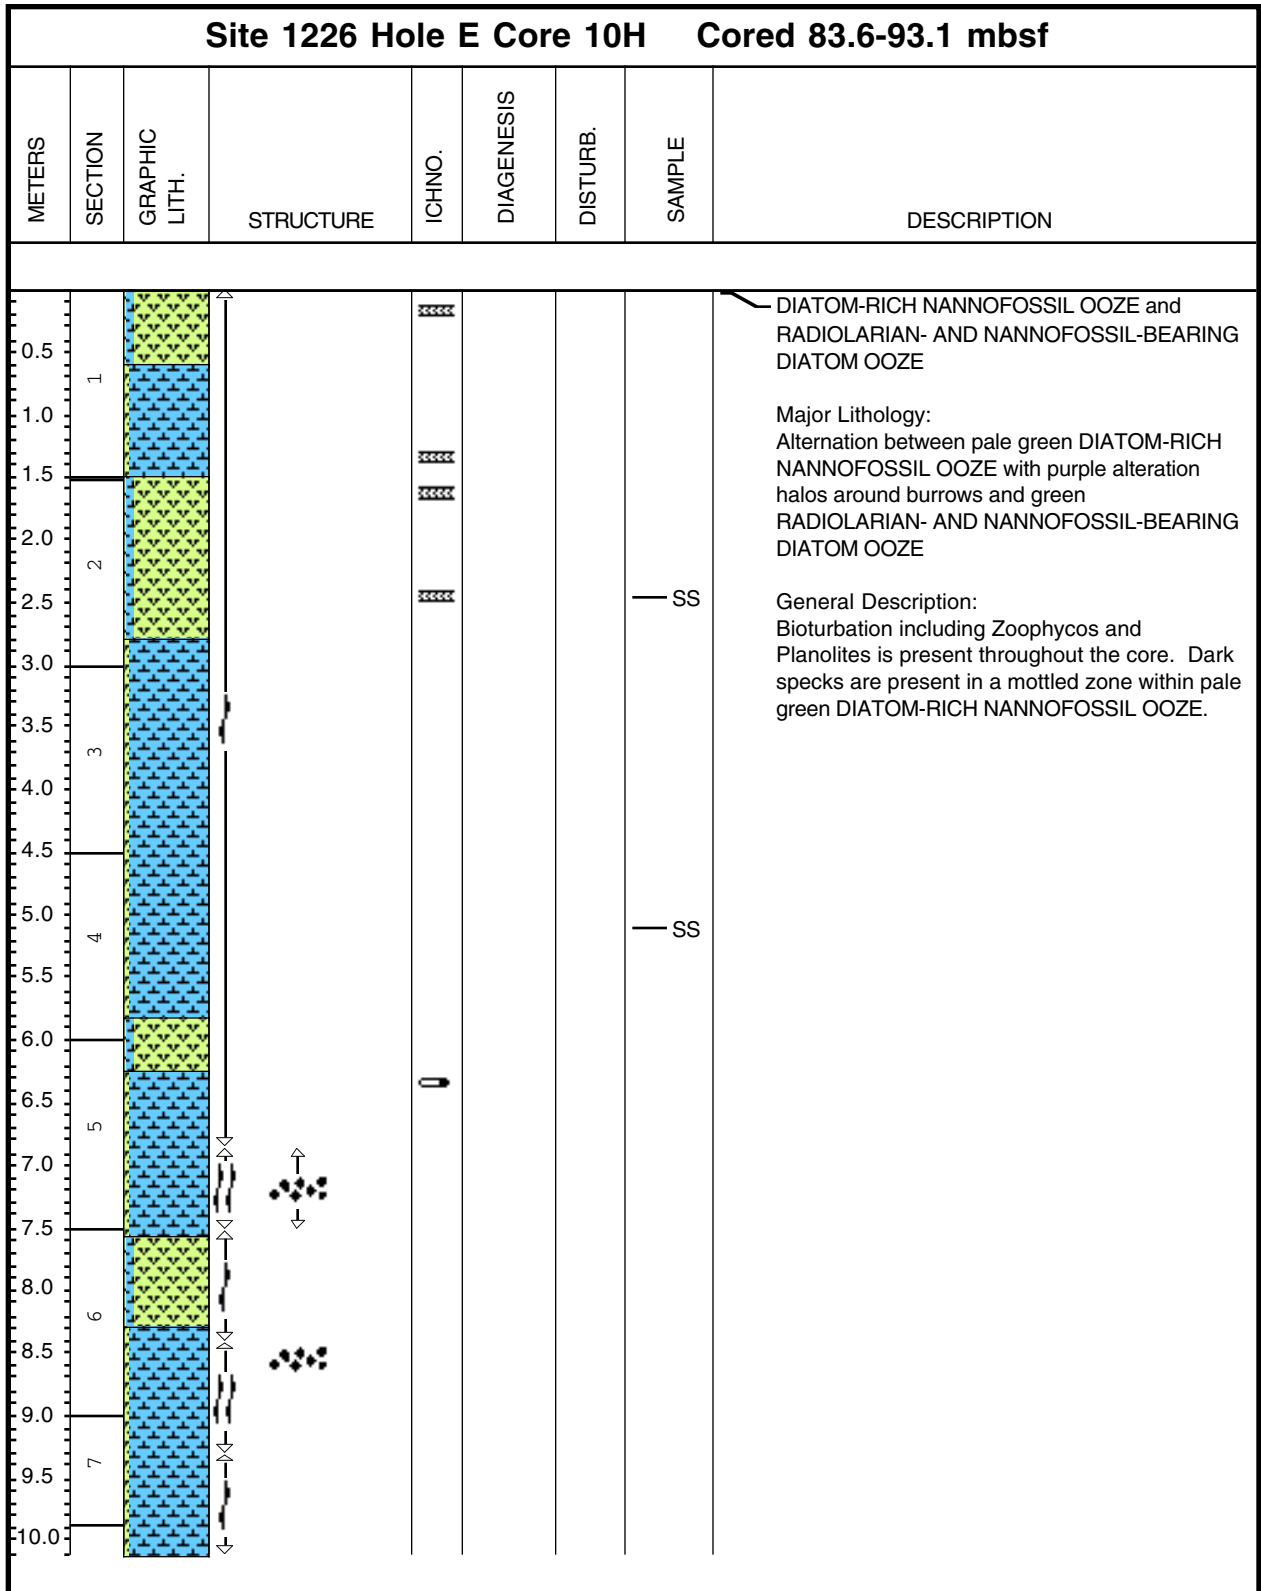 Site 1226 Hole E Core 10H Cored 83.6-93.1 mbsf
METERS
SECTION
GRAPHIC
LITH.
STRUCTURE
ICHNO.
DIAGENESIS
DISTURB.
SAMPLE
DESCRIPTION
0.5
1.0
1.5
2.0
2.5
3.0
3.5
4.0
4.5
5.0
5.5
6.0
6.5
7.0
7.5
8.0
8.5
9.0
9.5
10.0
1
2
3
4
5
6
7
SS
SS
DIATOM-RICH NANNOFOSSIL OOZE and
RADIOLARIAN- AND NANNOFOSSIL-BEARING
DIATOM OOZE
Major Lithology:
Alternation between pale green DIATOM-RICH
NANNOFOSSIL OOZE with purple alteration
halos around burrows and green
RADIOLARIAN- AND NANNOFOSSIL-BEARING
DIATOM OOZE
General Description:
Bioturbation including Zoophycos and
Planolites is present throughout the core. Dark
specks are present in a mottled zone within pale
green DIATOM-RICH NANNOFOSSIL OOZE.